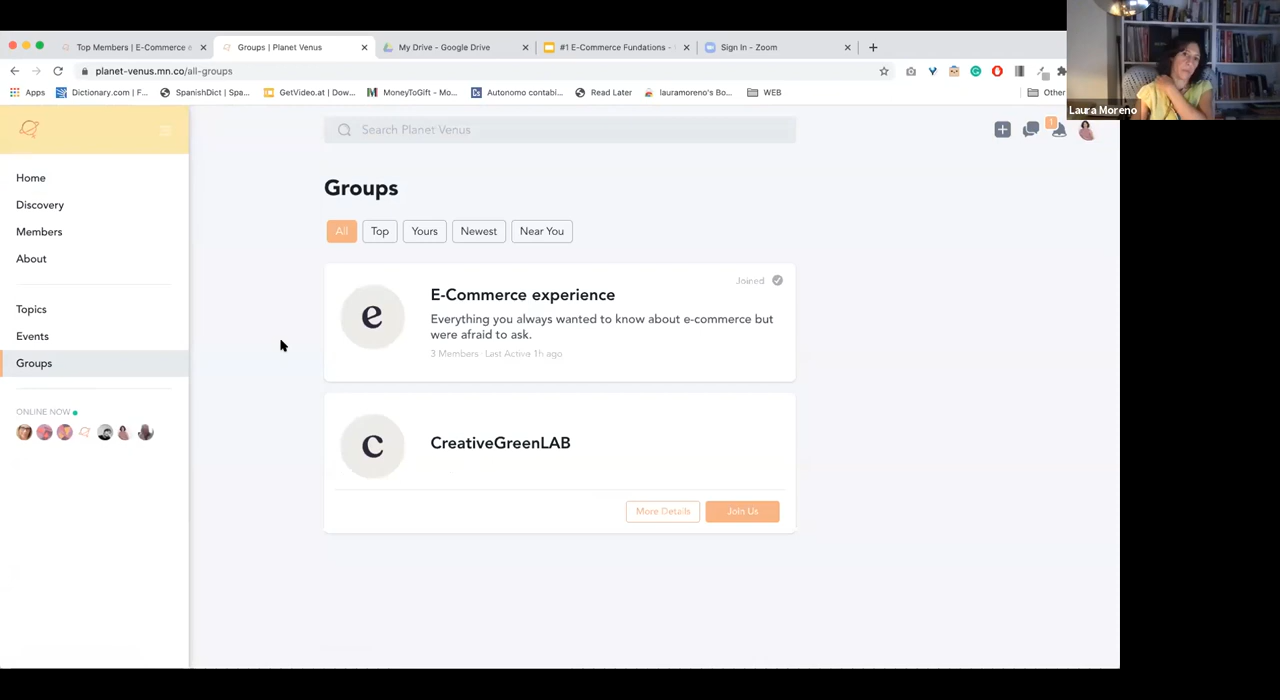 Top Members | E-Commerce e
Groups | Planet Venus
My Drive - Google Drive
#1 E-Commerce Fundations -
Sign In - Zoom
planet-venus.mn.co/all-groups
Apps
Dictionary.com | F...
SpanishDict | Spa...
GetVideo.at | Dow...
MoneyToGift - Mo...
Autonomo contabi...
Read Later
lauramoreno's Bo...
WEB
Other
Laura Moreno
Search Planet Venus
1
Home
Discovery
Members
About
Topics
Events
Groups
ONLINE NOW
Groups
All
Top
Yours
Newest
Near You
Joined
e
E-Commerce experience
Everything you always wanted to know about e-commerce but
were afraid to ask.
3 Members Last Active 1h ago
c
CreativeGreenLAB
More Details
Join Us